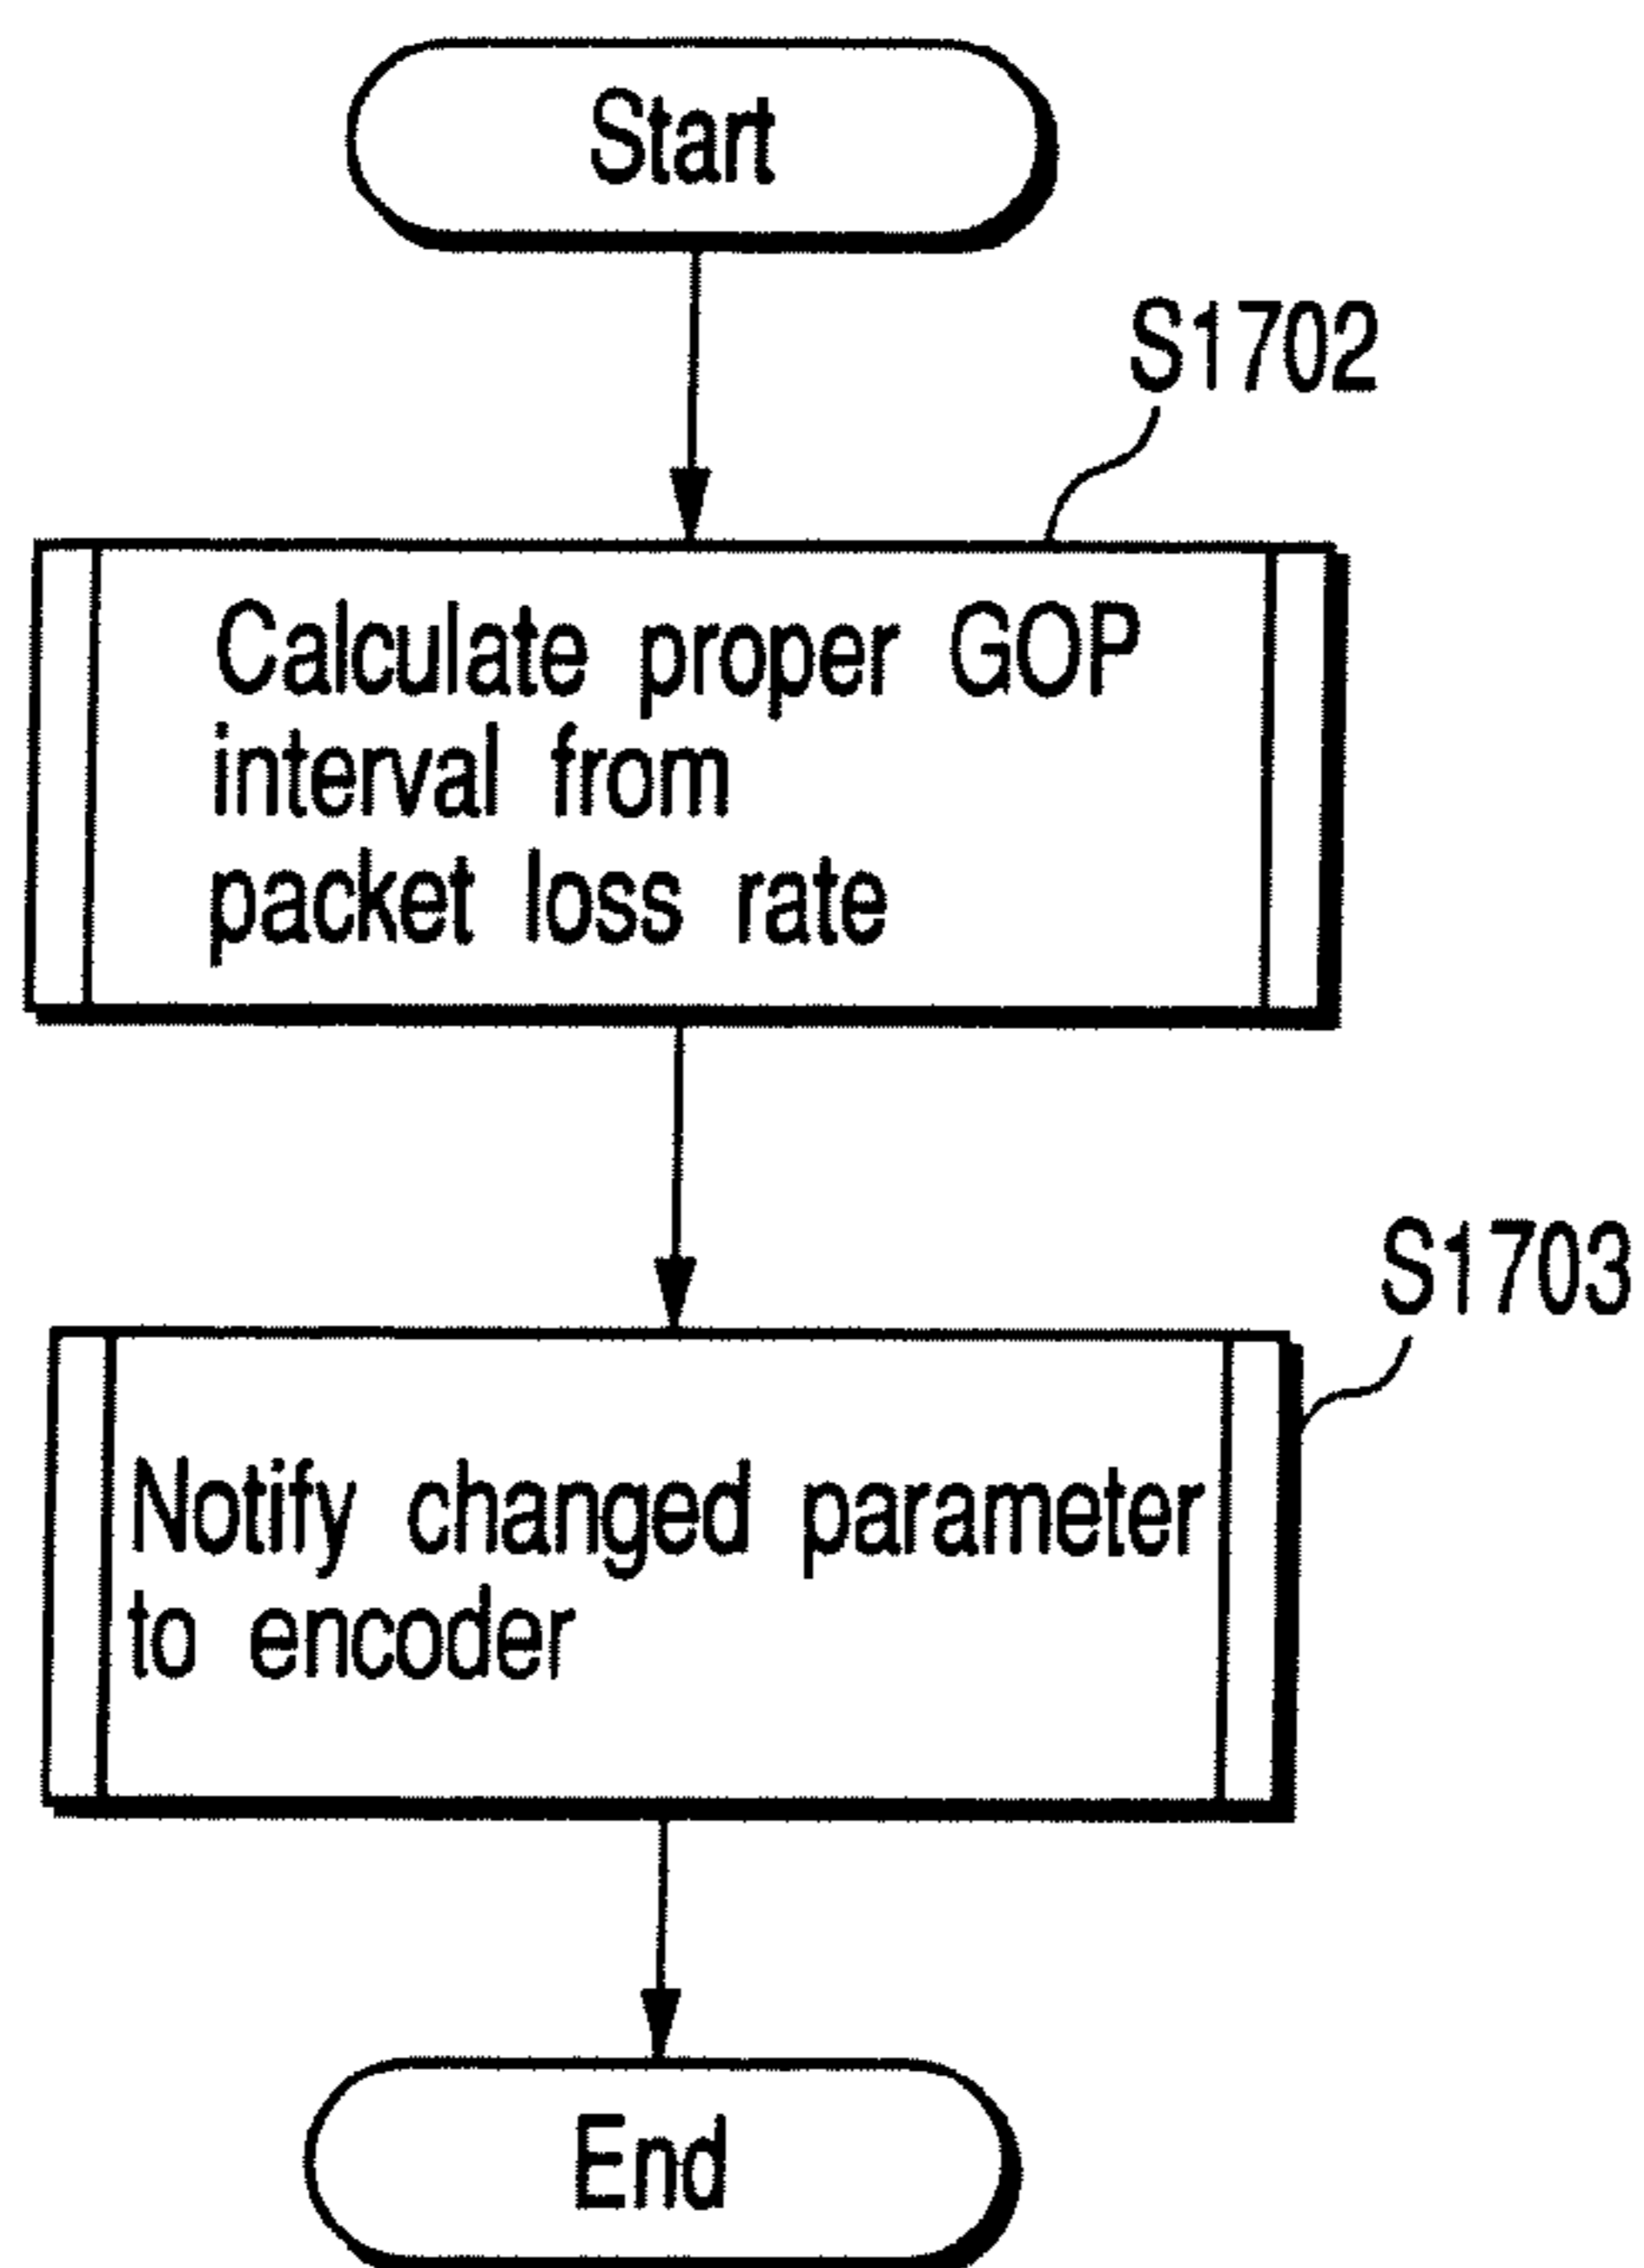 Start
S1702
Calculate proper GOP
interval from
packet loss rate
S1703
Notify changed parameter
to encoder
End